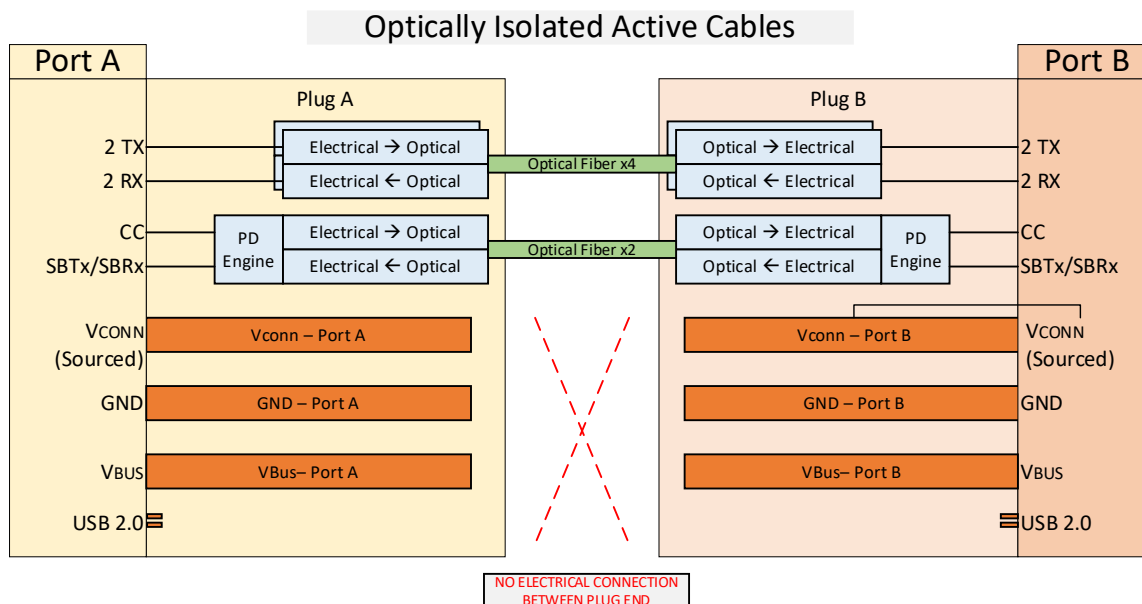 Optically Isolated Active Cables
Port A
Port B
Plug A
Plug B
2 TX
Electrical → Optical
Optical Fiber x4
Optical → Electrical
2 TX
2 RX
Electrical ← Optical
Optical ← Electrical
2 RX
CC
PD
Engine
Electrical → Optical
Optical Fiber x2
Optical → Electrical
PD
Engine
CC
SBTx/SBRx
Electrical ← Optical
Optical ← Electrical
SBTx/SBRx
VCONN
(Sourced)
Vconn – Port A
Vconn – Port B
VCONN
(Sourced)
GND
GND – Port A
GND – Port B
GND
VBUS
VBus– Port A
VBus– Port B
VBUS
USB 2.0
USB 2.0
NO ELECTRICAL CONNECTION
BETWEEN PLUG END